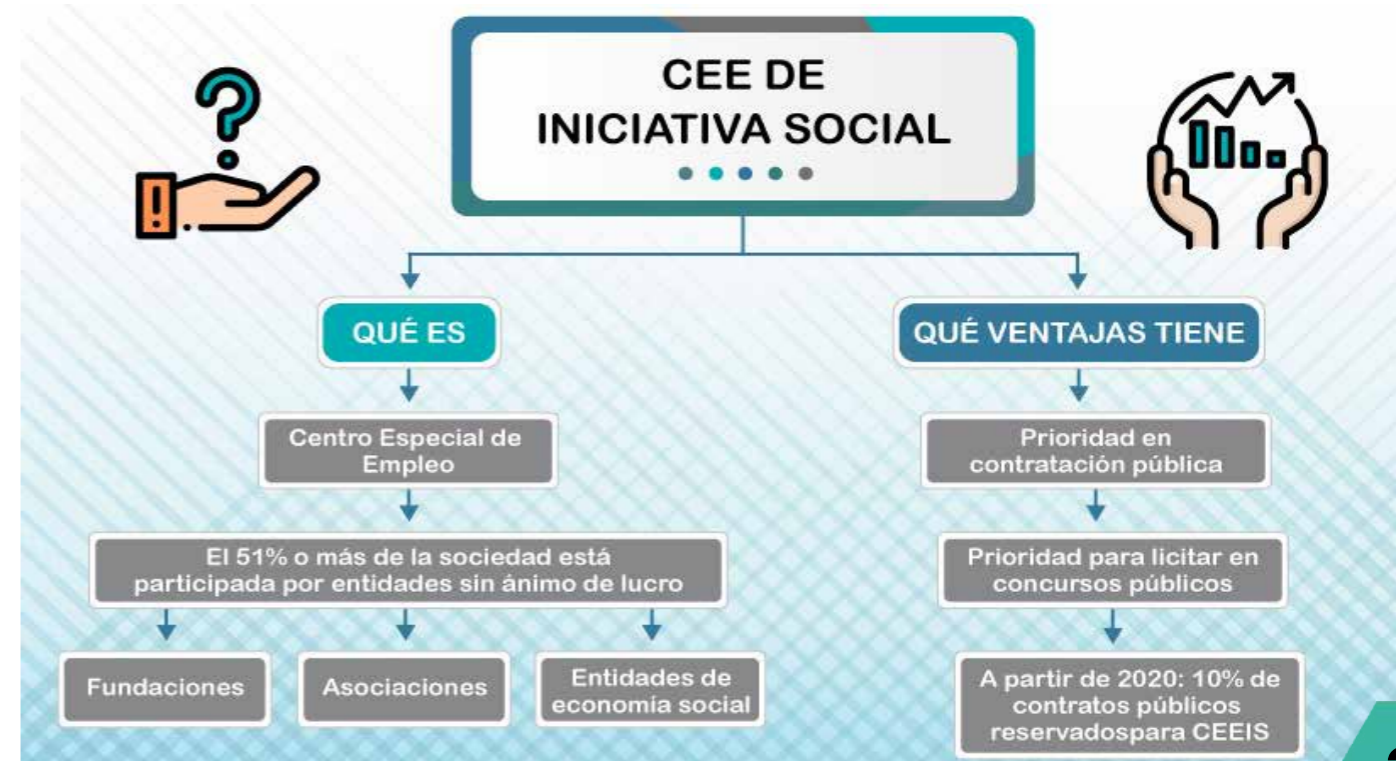 CEE DE
INICIATIVA SOCIAL
QUÉ ES
Centro Especial de
Empleo
El 51% o más de la sociedad está
participada por entidades sin ánimo de lucro
Fundaciones
Asociaciones
Entidades de
economía social
QUÉ VENTAJAS TIENE
Prioridad en
contratación pública
Prioridad para licitar en
concursos públicos
A partir de 2020: 10% de
contratos públicos
reservadospara CEEIS